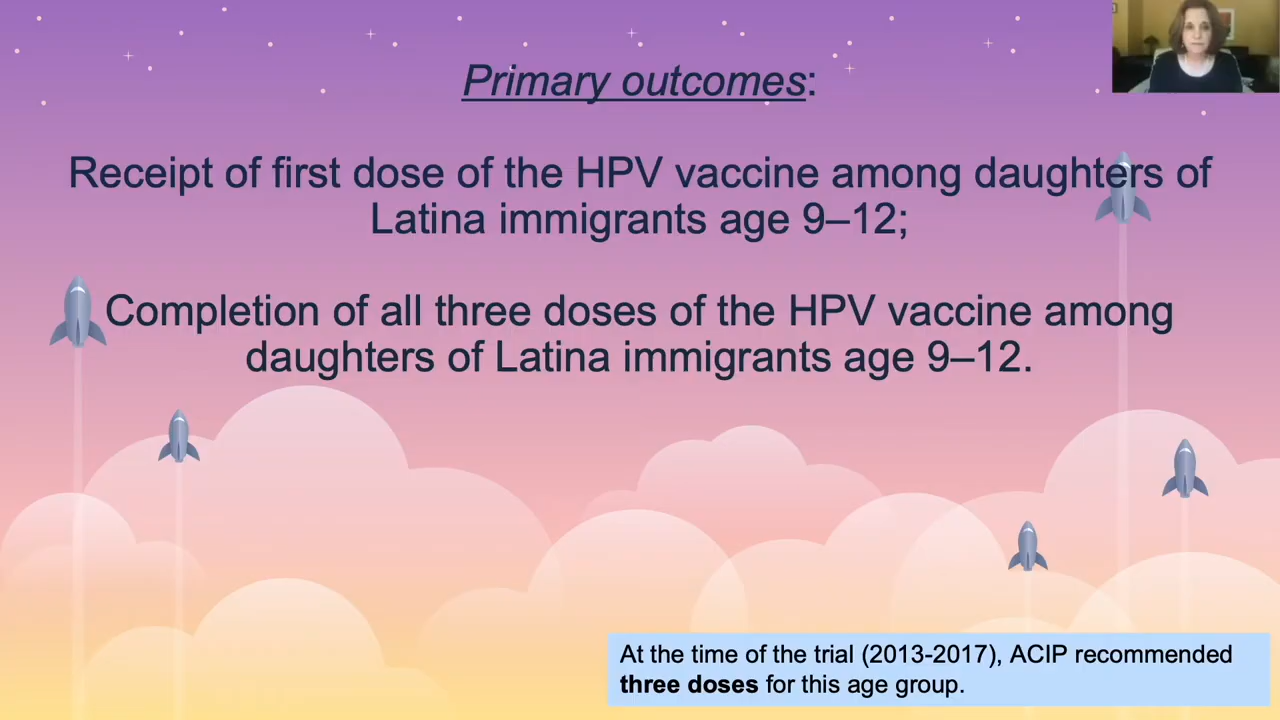 Primary outcomes:
Receipt of first dose of the HPV vaccine among daughters of
Latina immigrants age 9–12;
Completion of all three doses of the HPV vaccine among
daughters of Latina immigrants age 9–12.
At the time of the trial (2013-2017), ACIP recommended
three doses for this age group.